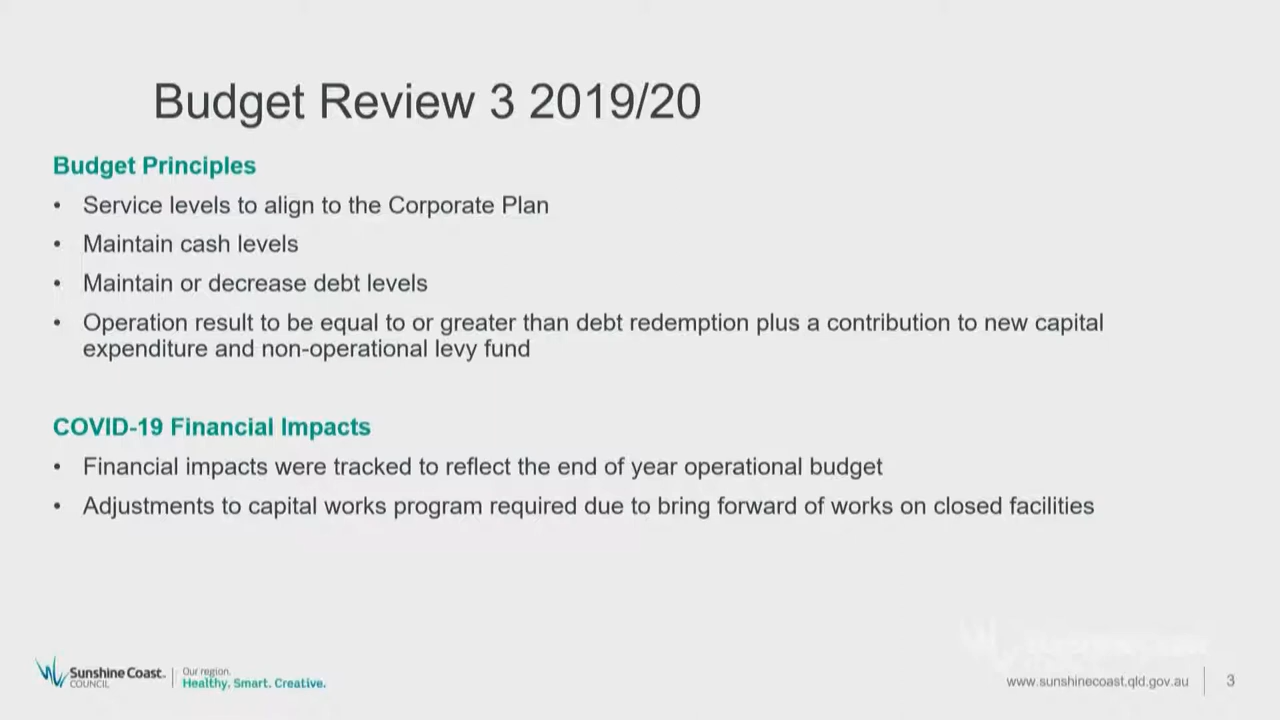 Budget Review 3 2019/20
Budget Principles
• Service levels to align to the Corporate Plan
• Maintain cash levels
• Maintain or decrease debt levels
• Operation result to be equal to or greater than debt redemption plus a contribution to new capital
expenditure and non-operational levy fund
COVID-19 Financial Impacts
• Financial impacts were tracked to reflect the end of year operational budget
• Adjustments to capital works program required due to bring forward of works on closed facilities
Sunshine Coast.
COUNCIL
Our region.
Healthy. Smart. Creative.
www.sunshinecoast.qld.gov.au
3